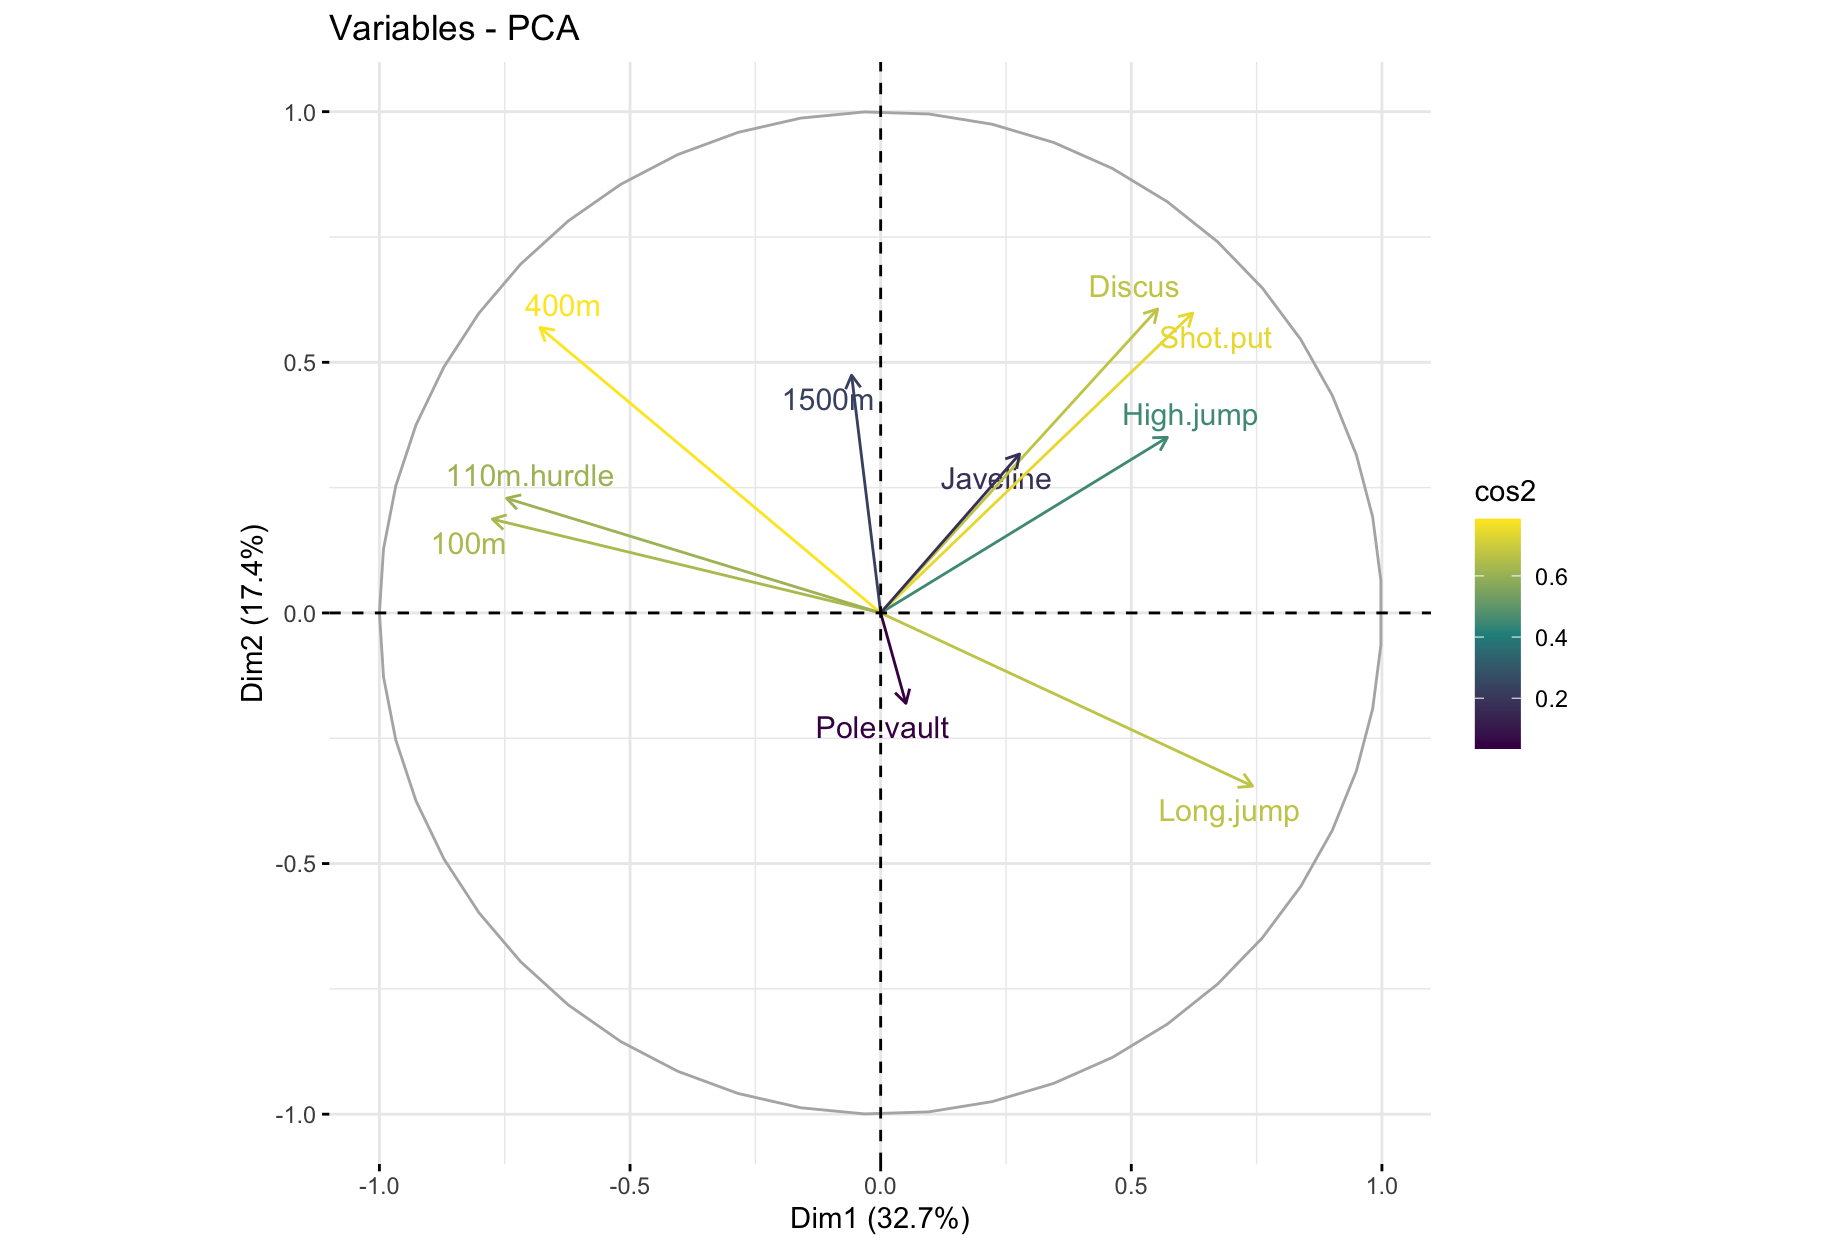 Variables - PCA
1.0
0.5
0.0
-0.5
-1.0
Dim2 (17.4%)
Discus
400m
Shot.put
1500m
High.jump
110m.hurdle
Javeline
100m
Pole.vault
Long.jump
-1.0
-0.5
0.0
0.5
1.0
Dim1 (32.7%)
cos2
0.6
0.4
0.2